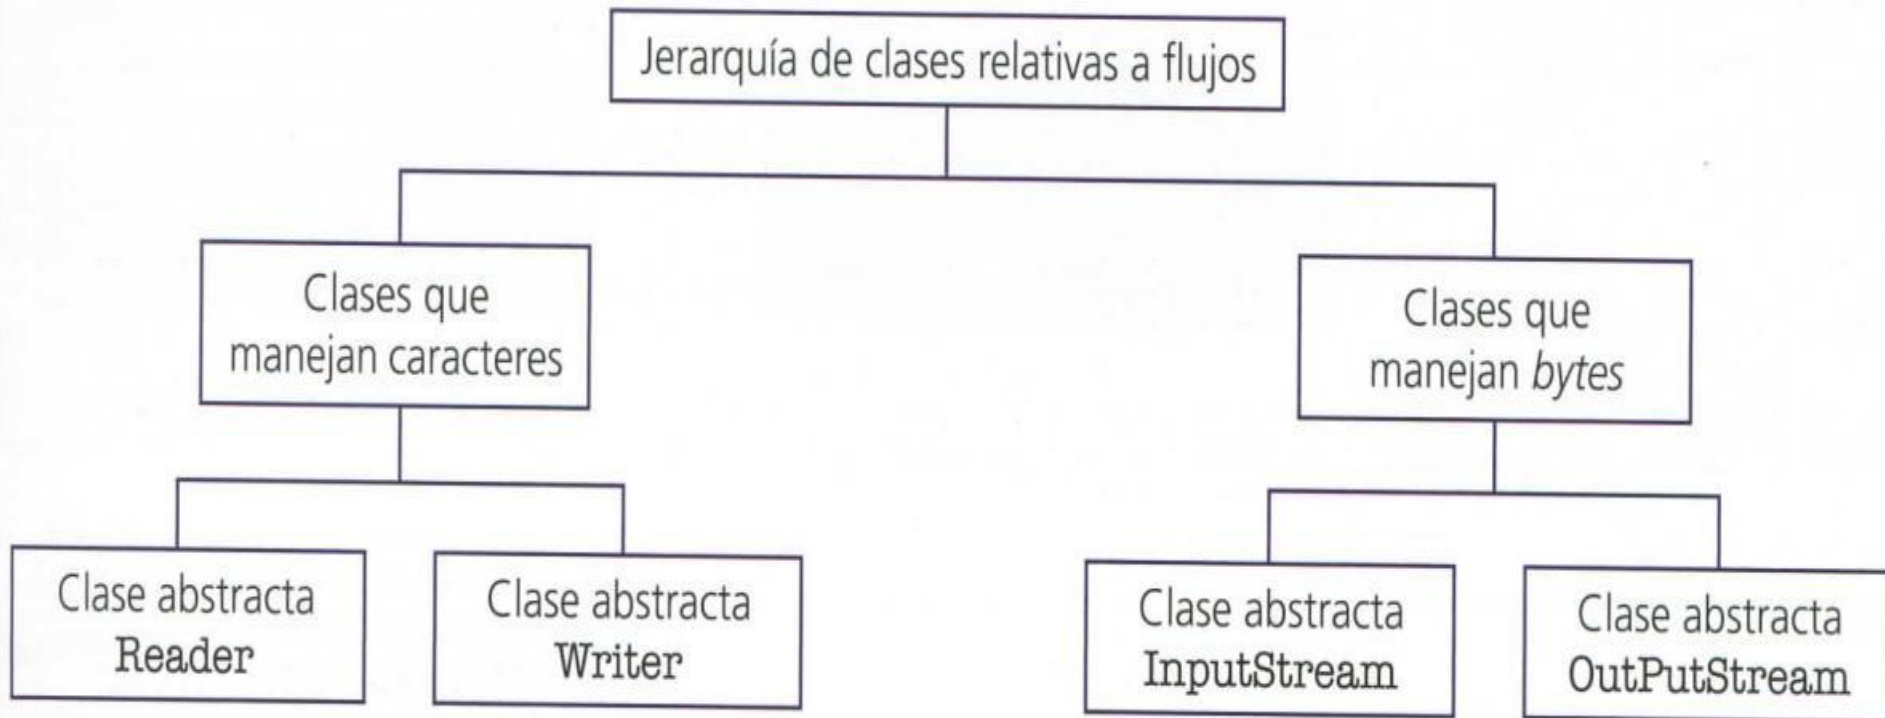 Jerarquía de clases relativas a flujos
Clases que
manejan caracteres
Clases que
manejan bytes
Clase abstracta
Reader
Clase abstracta
Writer
Clase abstracta
InputStream
Clase abstracta
OutPutStream